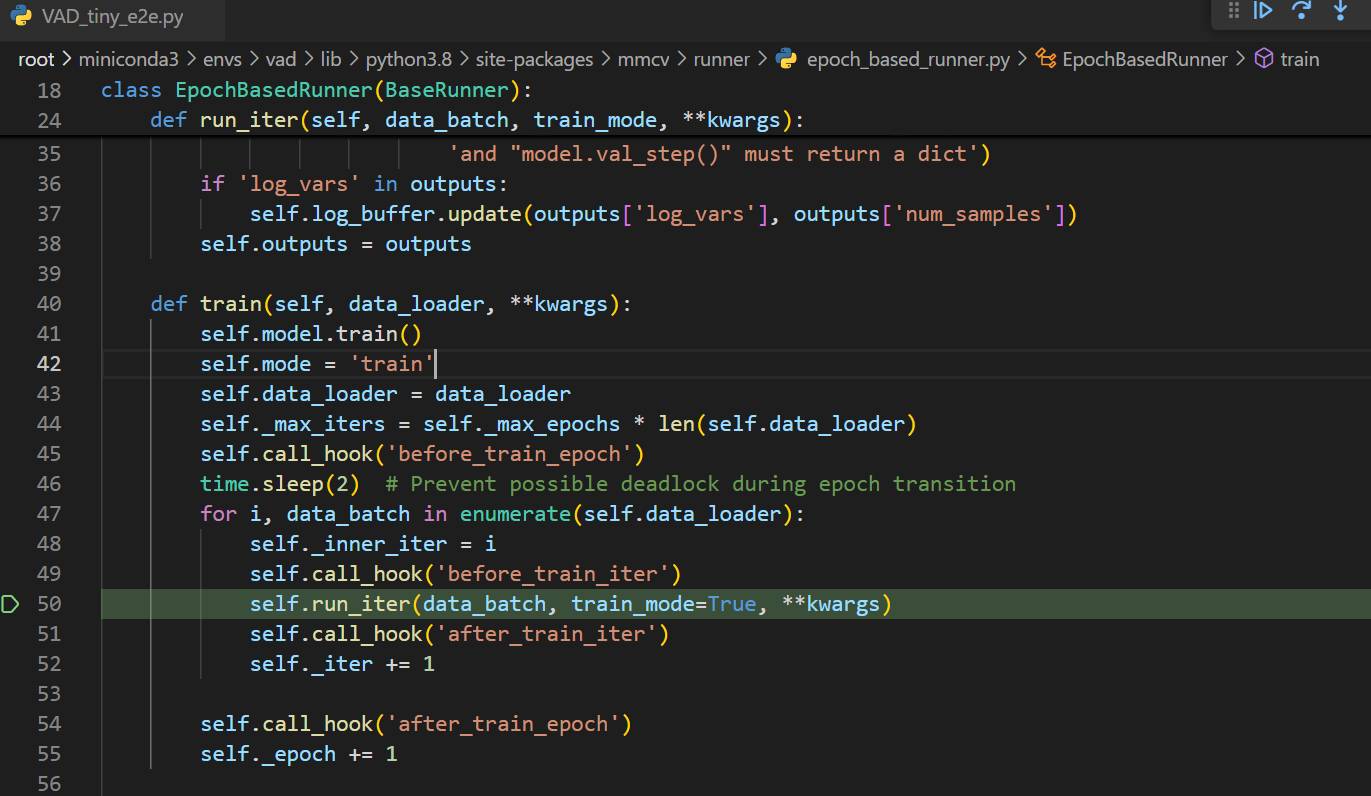 VAD_tiny_e2e.py
root > miniconda3 > envs > vad > lib > python3.8 > site-packages > mmcv > runner > epoch_based_runner.py > EpochBasedRunner > train
18 class EpochBasedRunner(BaseRunner):
24     def run_iter(self, data_batch, train_mode, **kwargs):
35                             'and "model.val_step()" must return a dict')
36         if 'log_vars' in outputs:
37             self.log_buffer.update(outputs['log_vars'], outputs['num_samples'])
38         self.outputs = outputs
39
40     def train(self, data_loader, **kwargs):
41         self.model.train()
42         self.mode = 'train'
43         self.data_loader = data_loader
44         self._max_iters = self._max_epochs * len(self.data_loader)
45         self.call_hook('before_train_epoch')
46         time.sleep(2)  # Prevent possible deadlock during epoch transition
47         for i, data_batch in enumerate(self.data_loader):
48             self._inner_iter = i
49             self.call_hook('before_train_iter')
50             self.run_iter(data_batch, train_mode=True, **kwargs)
51             self.call_hook('after_train_iter')
52             self._iter += 1
53
54         self.call_hook('after_train_epoch')
55         self._epoch += 1
56